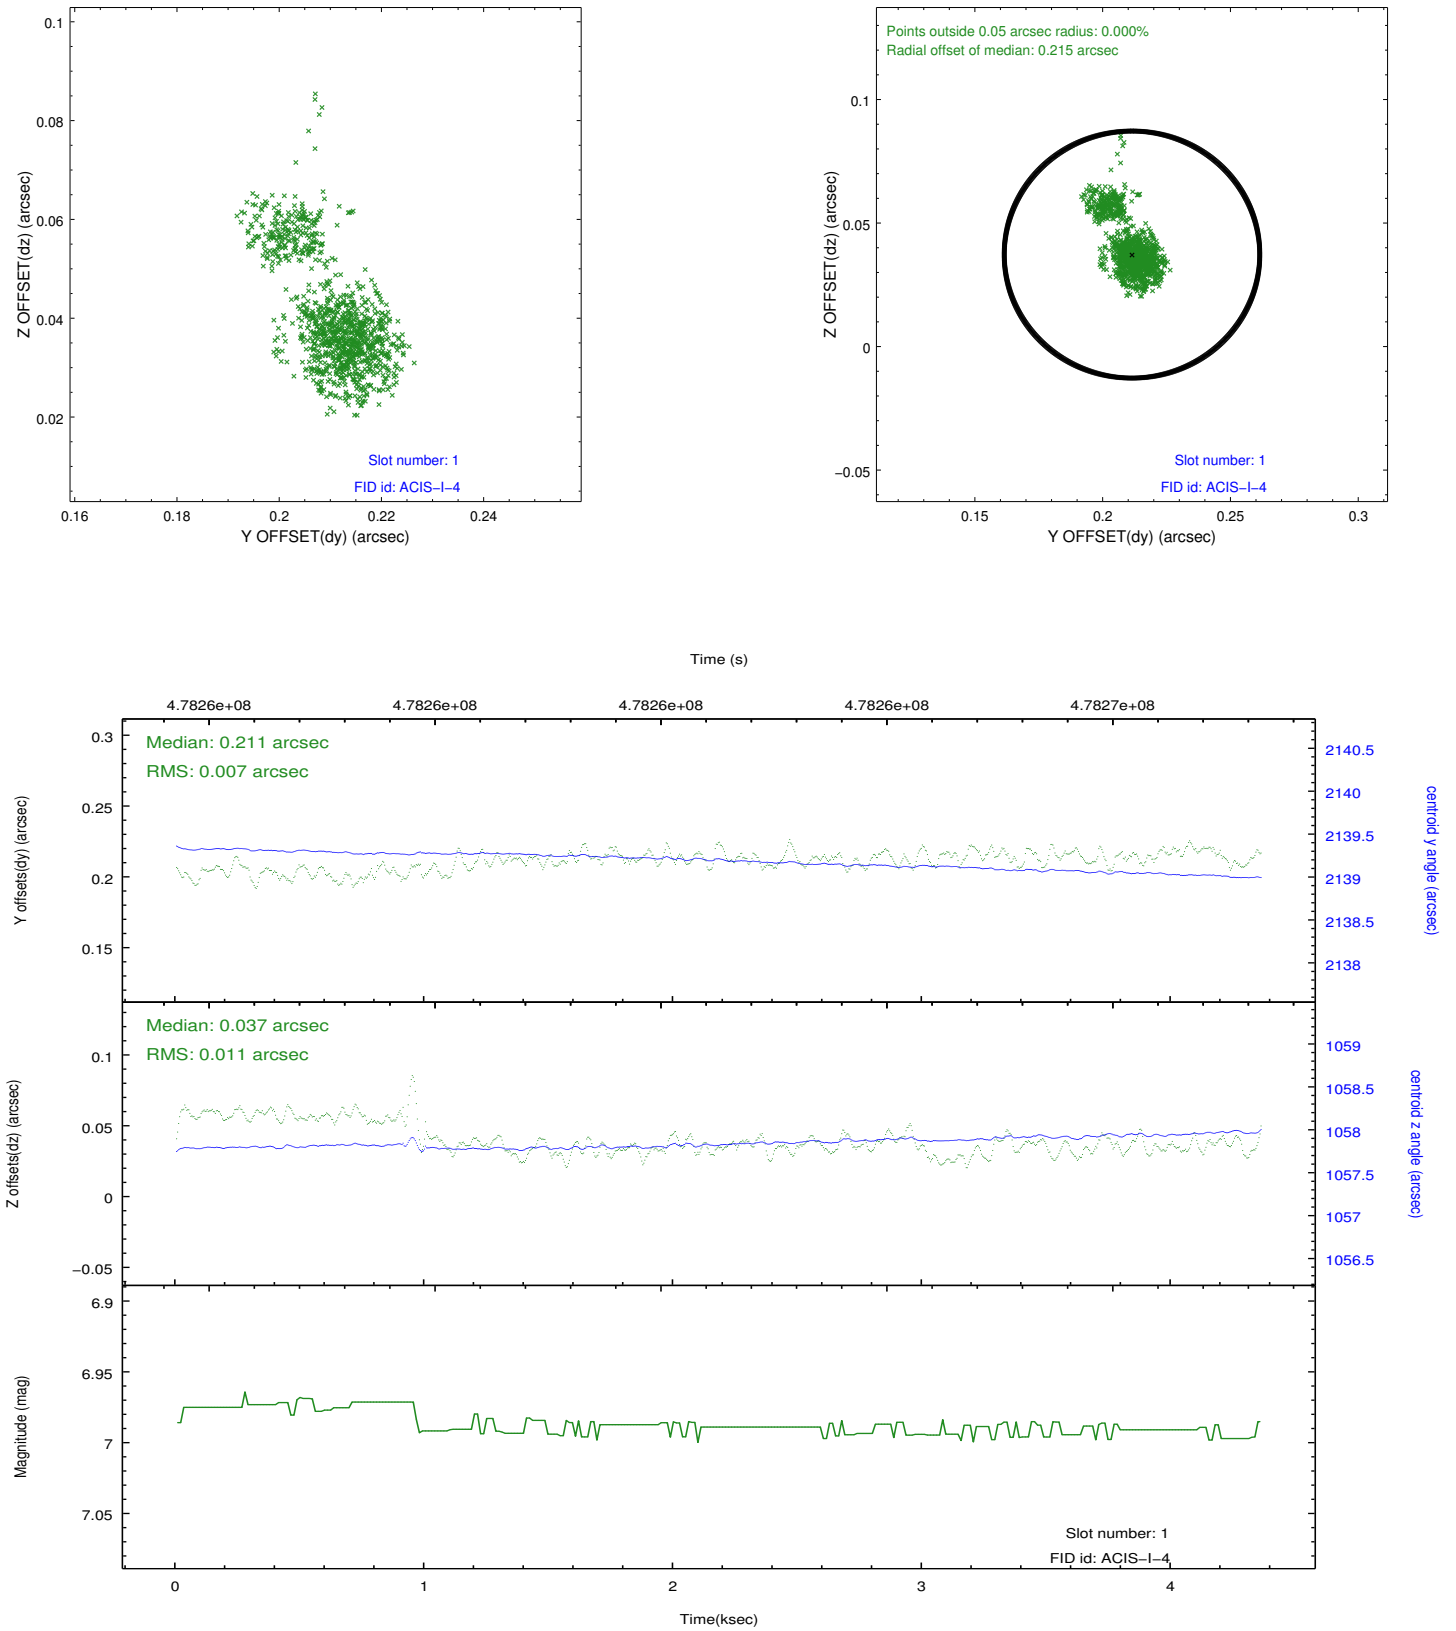 0.1
0.08
0.06
0.04
0.02
Z OFFSET(dz) (arcsec)
Slot number: 1
FID id: ACIS−I−4
0.16 0.18 0.2 0.22 0.24
Y OFFSET(dy) (arcsec)
Points outside 0.05 arcsec radius: 0.000%
Radial offset of median: 0.215 arcsec
0.1
0.05
0
−0.05
Z OFFSET(dz) (arcsec)
Slot number: 1
FID id: ACIS−I−4
0.15 0.2 0.25 0.3
Y OFFSET(dy) (arcsec)
Time (s)
4.7826e+08 4.7826e+08 4.7826e+08 4.7826e+08 4.7827e+08
Median: 0.211 arcsec
RMS: 0.007 arcsec
0.3
0.25
0.2
0.15
Y offsets(dy) (arcsec)
2140.5
2140
2139.5
2139
2138.5
2138
centroid y angle (arcsec)
Median: 0.037 arcsec
RMS: 0.011 arcsec
0.1
0.05
0
−0.05
Z offsets(dz) (arcsec)
1059
1058.5
1058
1057.5
1057
1056.5
centroid z angle (arcsec)
6.9
6.95
7
7.05
Magnitude (mag)
Slot number: 1
FID id: ACIS−I−4
0 1 2 3 4
Time(ksec)